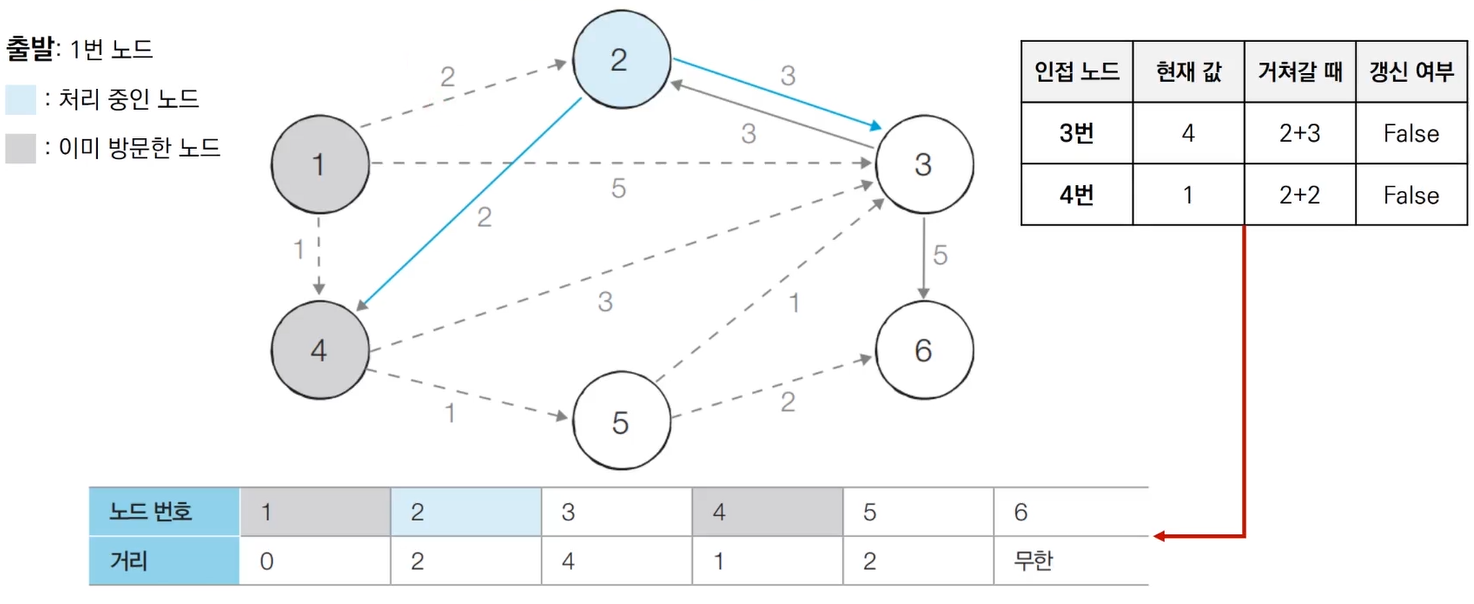 출발: 1번 노드
: 처리 중인 노드
: 이미 방문한 노드
2
2
3
3
1
5
3
1
2
5
4
3
1
6
1
5
2
인접 노드 현재 값 거쳐갈 때 갱신 여부
3번 4 2+3 False
4번 1 2+2 False
노드 번호 1 2 3 4 5 6
거리 0 2 4 1 2 무한